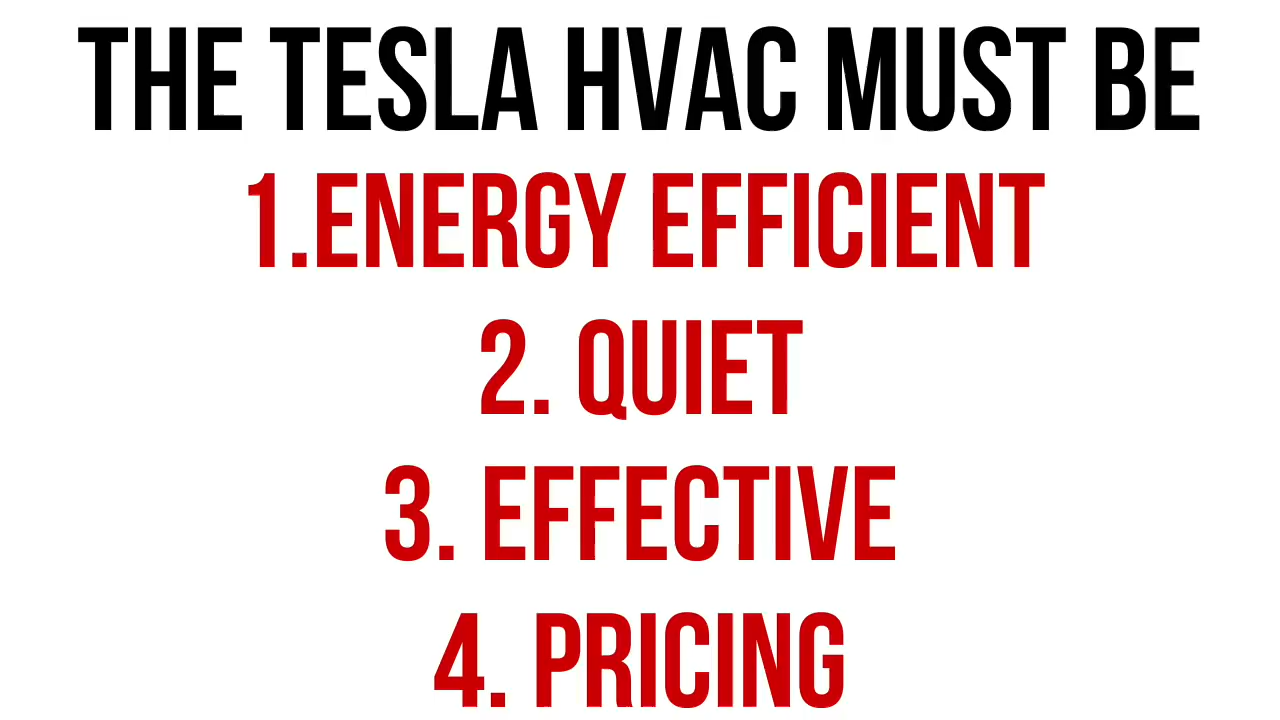 THE TESLA HVAC MUST BE
1.ENERGY EFFICIENT
2. QUIET
3. EFFECTIVE
4. PRICING